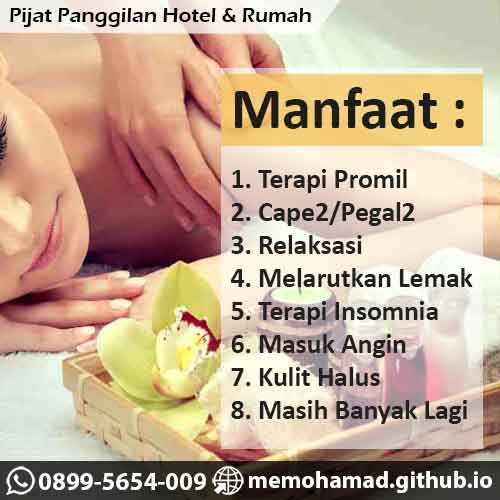 Pijat Panggilan Hotel & Rumah
Manfaat :
1. Terapi Promil
2. Cape2/Pegal2
3. Relaksasi
4. Melarutkan Lemak
5. Terapi Insomnia
6. Masuk Angin
7. Kulit Halus
8. Masih Banyak Lagi
0899-5654-009 memohamad.github.io